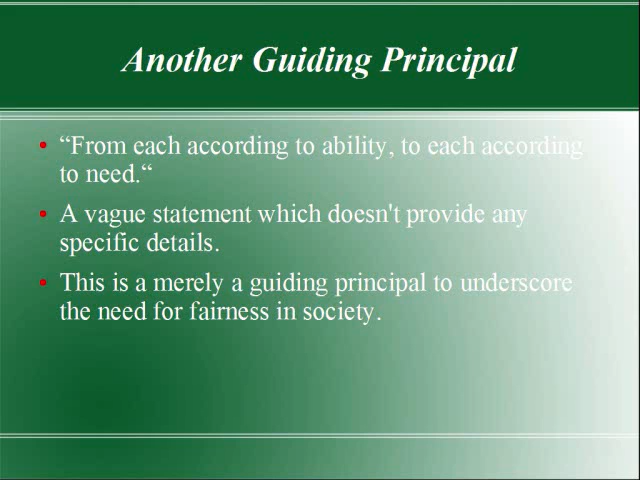 Another Guiding Principal
“From each according to ability, to each according
to need.“
A vague statement which doesn't provide any
specific details.
This is a merely a guiding principal to underscore
the need for fairness in society.